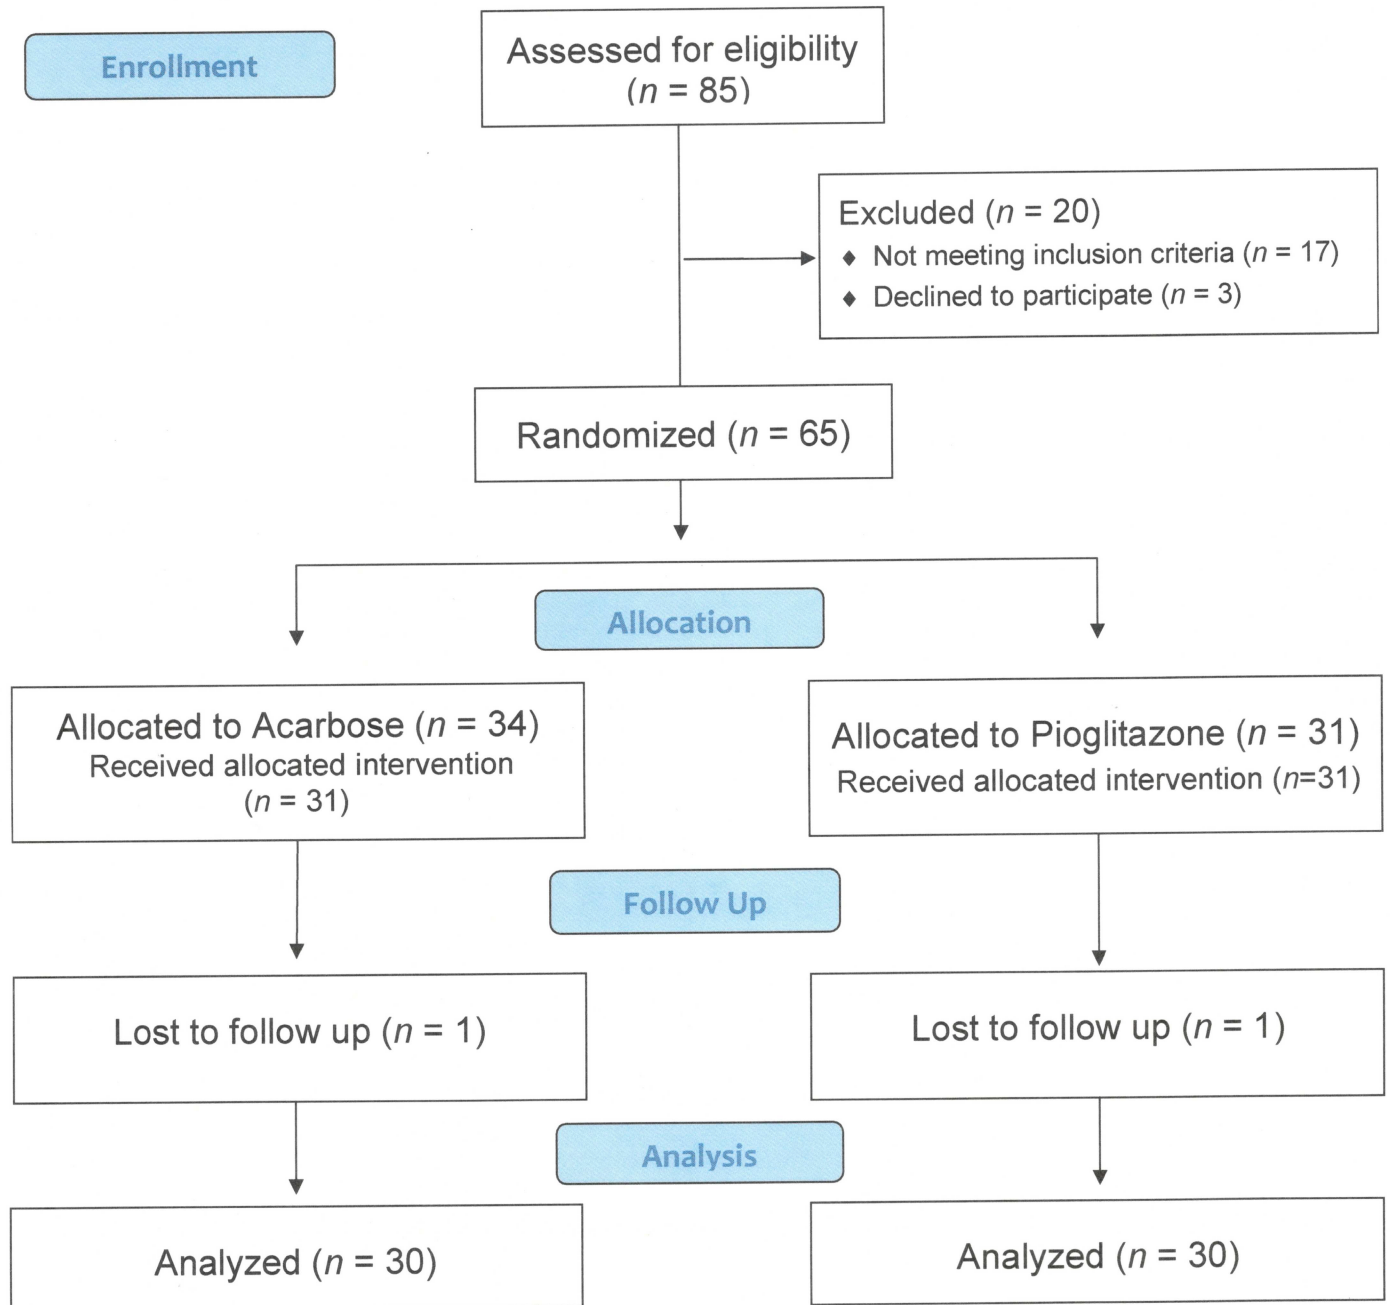 Enrollment
Assessed for eligibility
(n = 85)
Excluded (n = 20)
♦ Not meeting inclusion criteria (n = 17)
♦ Declined to participate (n = 3)
Randomized (n = 65)
Allocation
Allocated to Acarbose (n = 34)
Received allocated intervention
(n = 31)
Allocated to Pioglitazone (n = 31)
Received allocated intervention (n=31)
Follow Up
Lost to follow up (n = 1)
Lost to follow up (n = 1)
Analysis
Analyzed (n = 30)
Analyzed (n = 30)